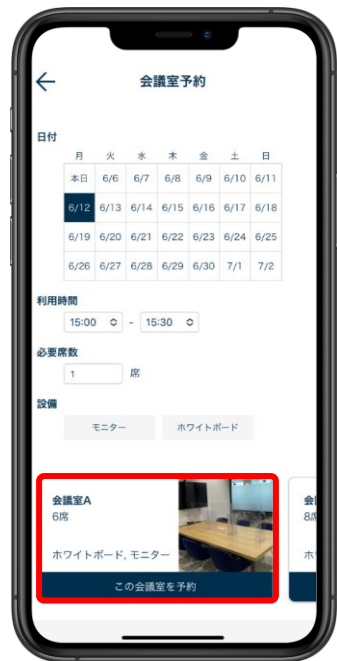 会議室予約
日付
月 火 水 木 金 土 日
本日 6/6 6/7 6/8 6/9 6/10 6/11
6/12 6/13 6/14 6/15 6/16 6/17 6/18
6/19 6/20 6/21 6/22 6/23 6/24 6/25
6/26 6/27 6/28 6/29 6/30 7/1 7/2
利用時間
15:00 - 15:30
必要席数
1 席
設備
モニター ホワイトボード
会議室A
6席
ホワイトボード, モニター
この会議室を予約
8席